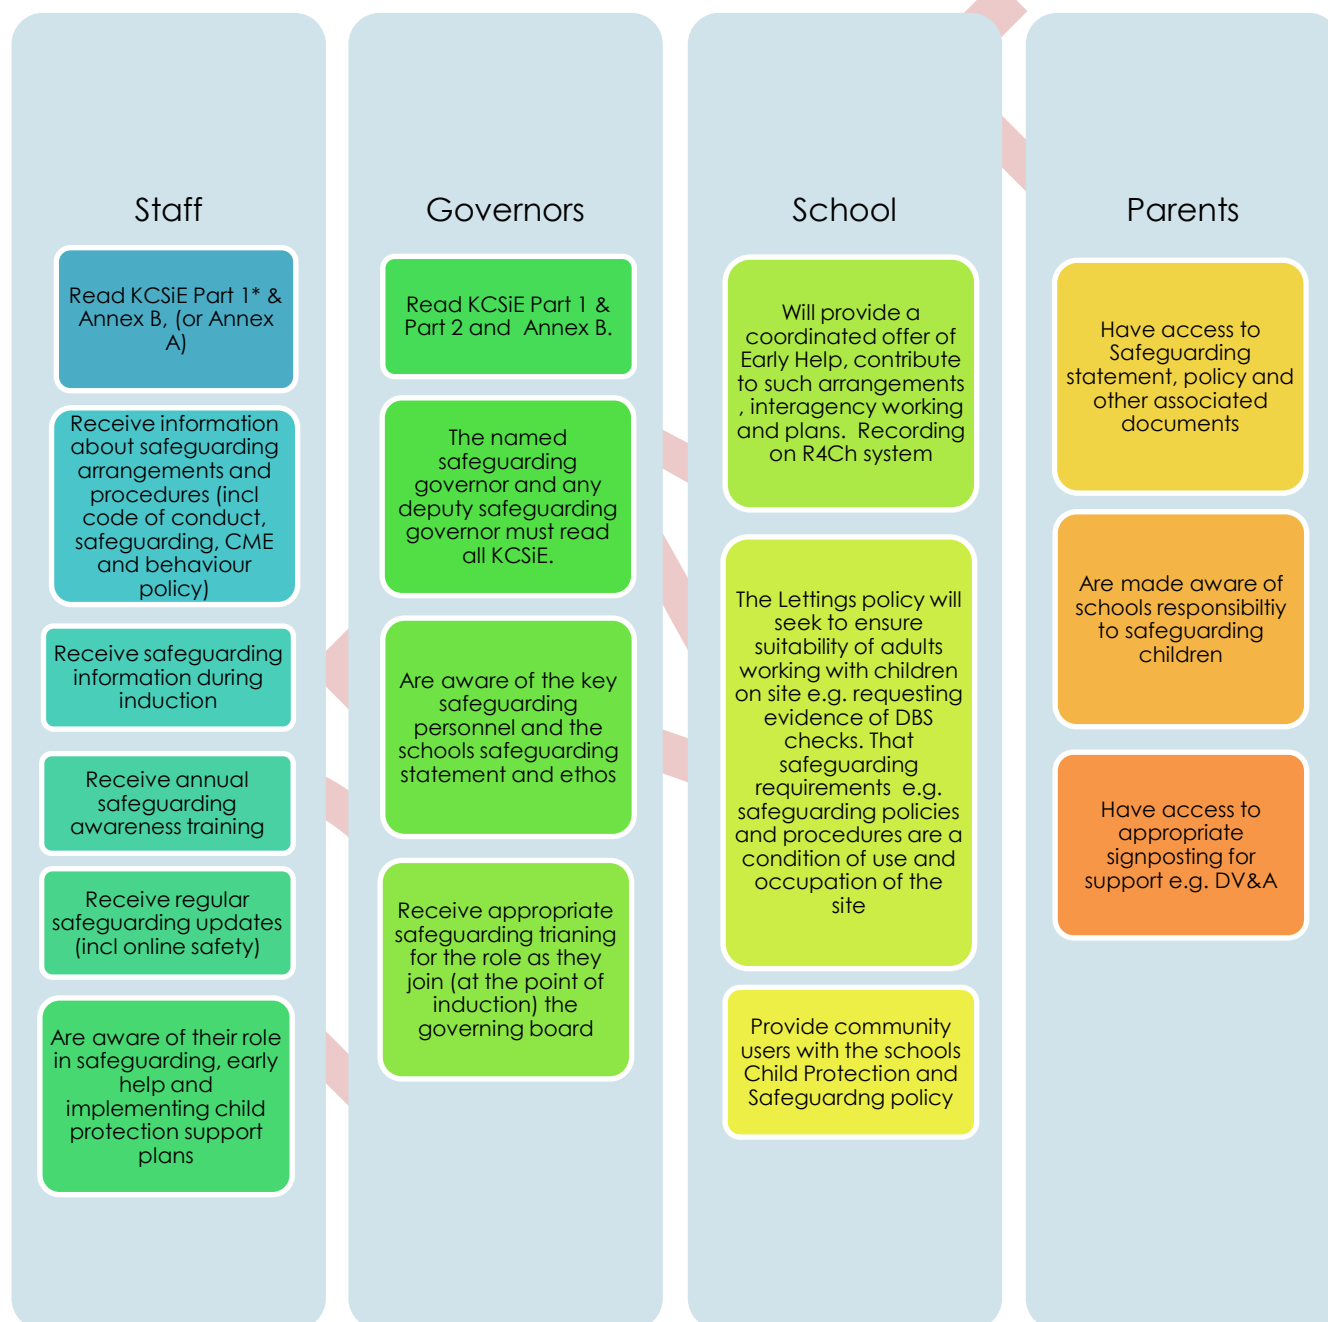 Staff
Read KCSiE Part 1* &
Annex B, (or Annex
A)
Receive information
about safeguarding
arrangements and
procedures (incl
code of conduct,
safeguarding, CME
and behaviour
policy)
Receive safeguarding
information during
induction
Receive annual
safeguarding
awareness training
Receive regular
safeguarding updates
(incl online safety)
Are aware of their role
in safeguarding, early
help and
implementing child
protection support
plans
Governors
Read KCSiE Part 1 &
Part 2 and  Annex B.
The named
safeguarding
governor and any
deputy safeguarding
governor must read
all KCSiE.
Are aware of the key
safeguarding
personnel and the
schools safeguarding
statement and ethos
Receive appropriate
safeguarding trianing
for the role as they
join (at the point of
induction) the
governing board
School
Will provide a
coordinated offer of
Early Help, contribute
to such arrangements
, interagency working
and plans.  Recording
on R4Ch system
The Lettings policy will
seek to ensure
suitability of adults
working with children
on site e.g. requesting
evidence of DBS
checks. That
safeguarding
requirements  e.g.
safeguarding policies
and procedures are a
condition of use and
occupation of the
site
Provide community
users with the schools
Child Protection and
Safeguardng policy
Parents
Have access to
Safeguarding
statement, policy and
other associated
documents
Are made aware of
schools responsibiltiy
to safeguarding
children
Have access to
appropriate
signposting for
support e.g. DV&A